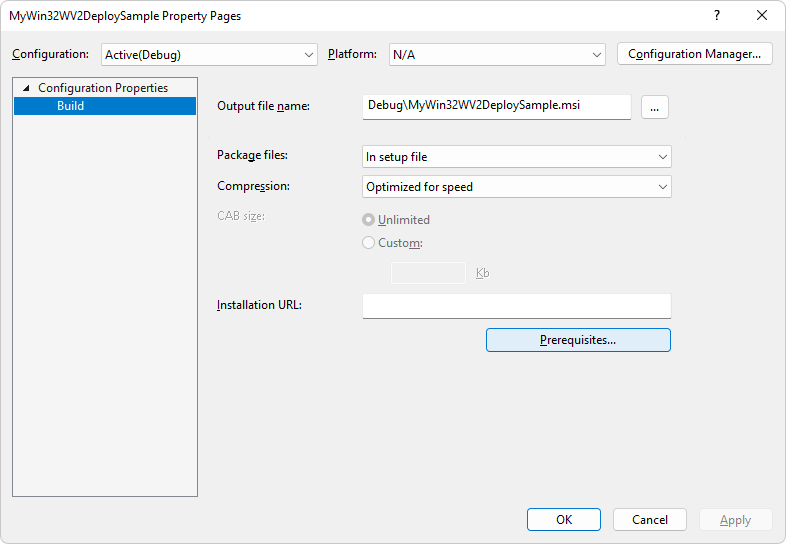 MyWin32WV2DeploySample Property Pages ?
Configuration: Active(Debug) Platform: N/A Configuration Manager...
Configuration Properties
Build
Output file name: Debug\MyWin32WV2DeploySample.msi ...
Package files: In setup file
Compression: Optimized for speed
CAB size: Unlimited
Custom:
Kb
Installation URL:
Prerequisites...
OK Cancel Apply